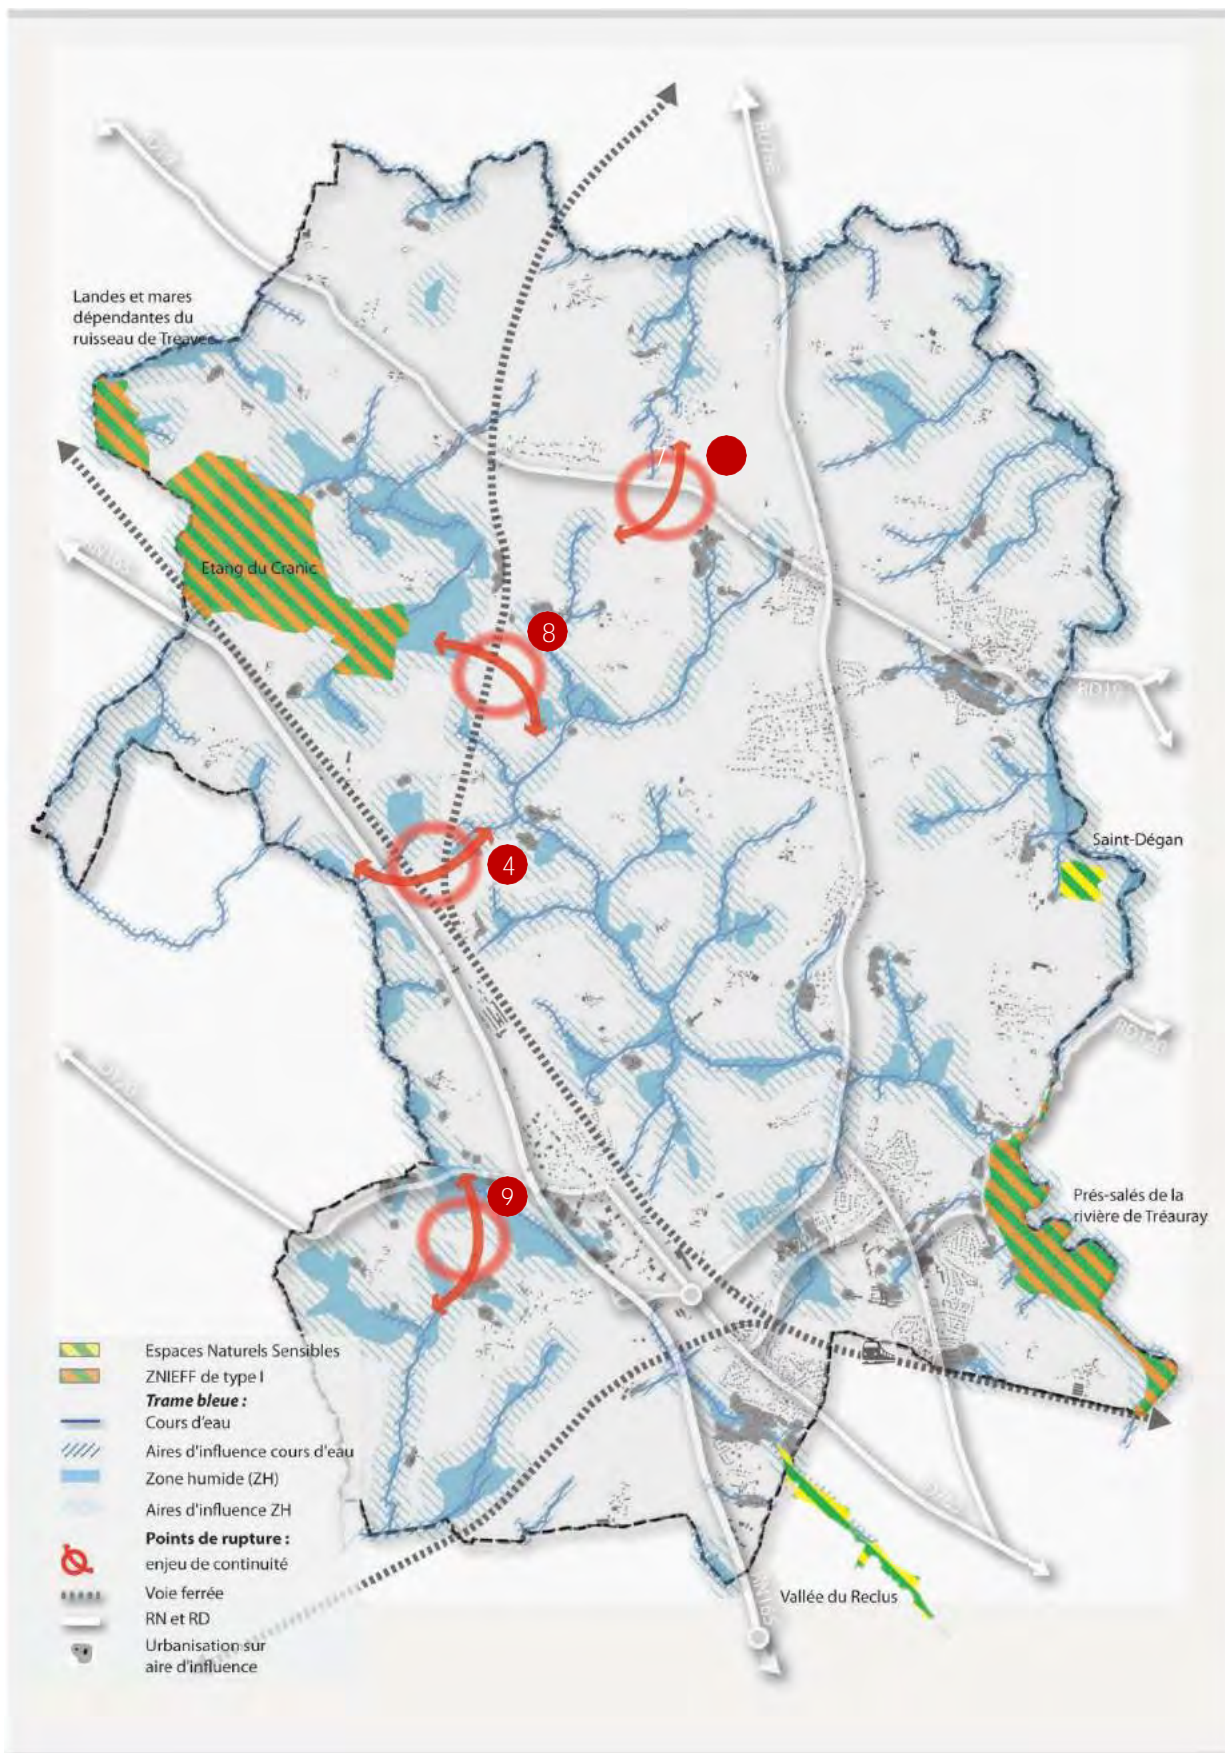 Landes et mares
dépendantes du
ruisseau de Tréavec
Etang du Cranic
8
4
9
RD19
Saint-Dégan
Prés-salés de la
rivière de Tréauray
Vallée du Reclus
Espaces Naturels Sensibles
ZNIEFF de type I
Trame bleue :
Cours d'eau
Aires d'influence cours d'eau
Zone humide (ZH)
Aires d'influence ZH
Points de rupture :
enjeu de continuité
Voie ferrée
RN et RD
Urbanisation sur
aire d'influence